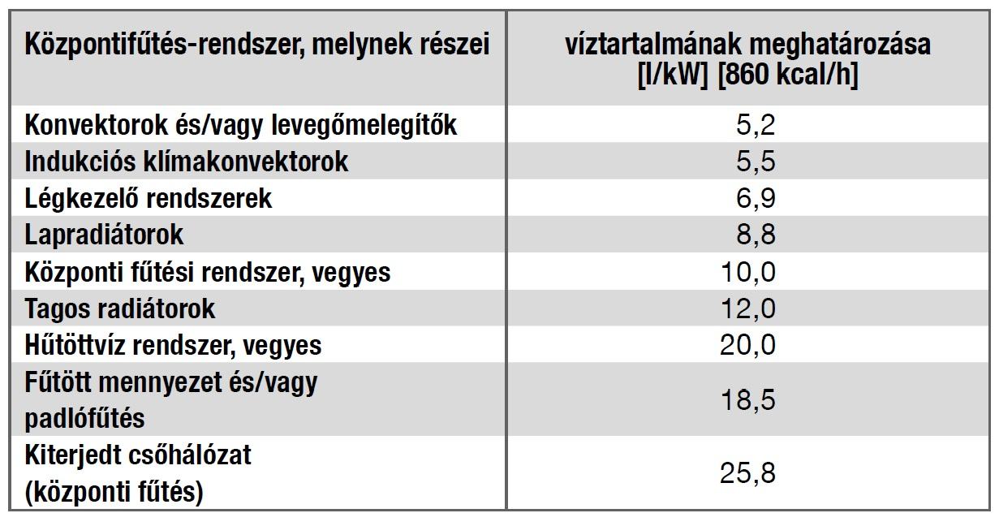 Központifűtés-rendszer, melynek részei
víztartalmának meghatározása
[l/kW] [860 kcal/h]
Konvektorok és/vagy levegőmelegítők
5,2
Indukciós klímakonvektorok
5,5
Légkezelő rendszerek
6,9
Lapradiátorok
8,8
Központi fűtési rendszer, vegyes
10,0
Tagos radiátorok
12,0
Hűtöttvíz rendszer, vegyes
20,0
Fűtött mennyezet és/vagy
padlófűtés
18,5
Kiterjedt csőhálózat
(központi fűtés)
25,8